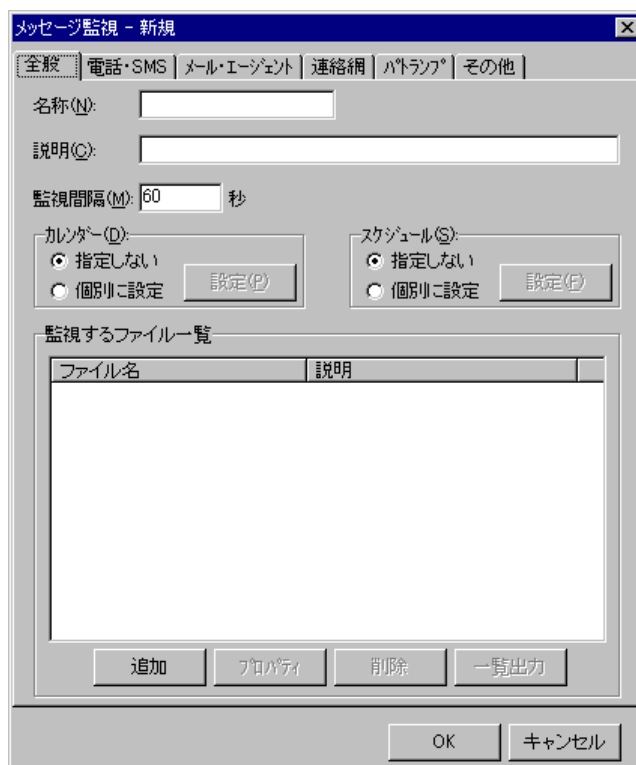 メッセージ監視 - 新規
全般 電話・SMS ﾒｰﾙ・ｴｰｼﾞｪﾝﾄ 連絡網 ﾊﾟﾄﾗﾝﾌﾟ その他
名称(N):
説明(C):
監視間隔(M): 60 秒
ｶﾚﾝﾀﾞｰ(D): ｽｹｼﾞｭｰﾙ(S):
指定しない 指定しない
個別に設定 設定(P) 個別に設定 設定(F)
監視するファイル一覧
ファイル名 説明
追加 ﾌﾟﾛﾊﾟﾃｨ 削除 一覧出力
OK キャンセル